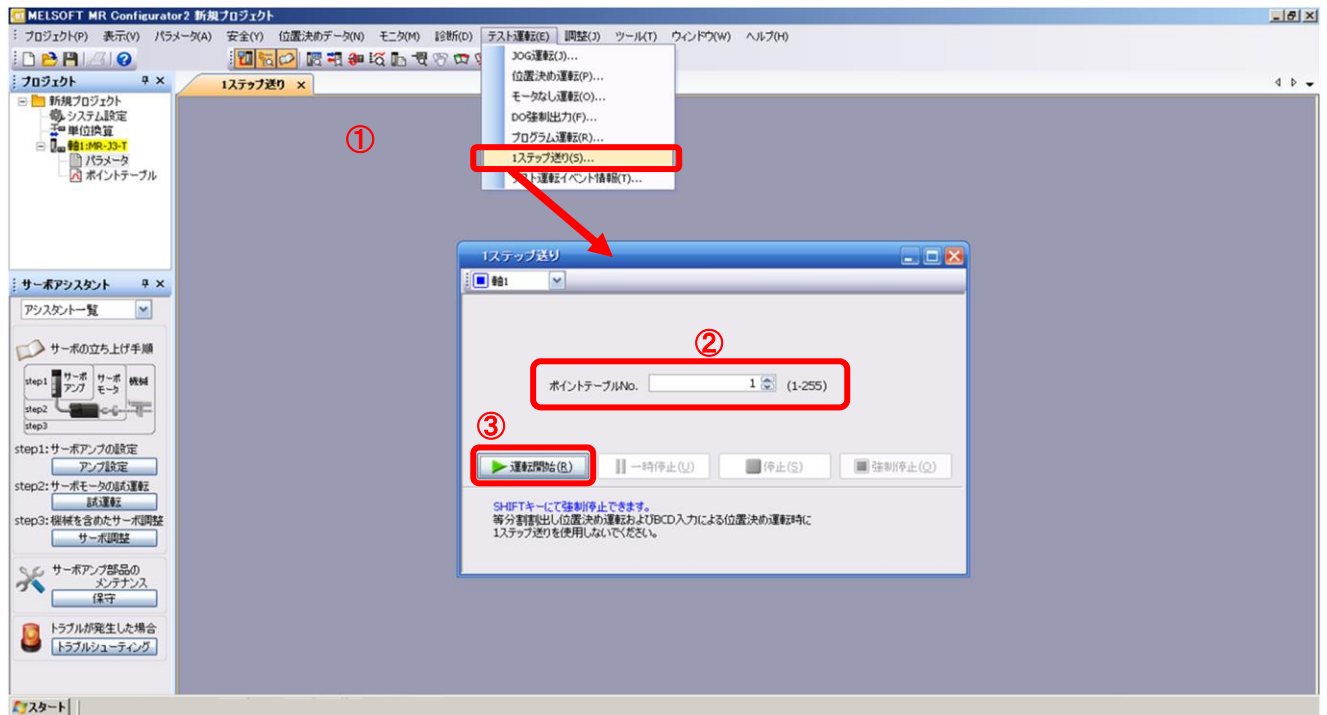 MELSOFT MR Configurator2 新規プロジェクト
プロジェクト(P) 表示(V) パラメータ(A) 安全(Y) 位置決めデータ(N) モニタ(M) 診断(D) テスト運転(E) 調整(J) ツール(T) ウィンドウ(W) ヘルプ(H)
プロジェクト
新規プロジェクト
システム設定
単位換算
軸1:MR-J3-T
パラメータ
ポイントテーブル
1ステップ送り
①
JOG運転(J)...
位置決め運転(P)...
モータなし運転(O)...
DO強制出力(F)...
プログラム運転(R)...
1ステップ送り(S)...
テスト運転イベント情報(T)...
サーボアシスタント
アシスタント一覧
サーボの立ち上げ手順
step1 サーボアンプ サーボモータ 機械
step2
step3
step1:サーボアンプの設定
アンプ設定
step2:サーボモータの試運転
試運転
step3:機械を含めたサーボ調整
サーボ調整
サーボアンプ部品の
メンテナンス
保守
トラブルが発生した場合
トラブルシューティング
1ステップ送り
軸1
②
ポイントテーブルNo. 1 (1-255)
③
運転開始(R) 一時停止(U) 停止(S) 強制停止(O)
SHIFTキーにて強制停止できます。
等分割割出し位置決め運転およびBCD入力による位置決め運転時に
1ステップ送りを使用しないでください。
スタート